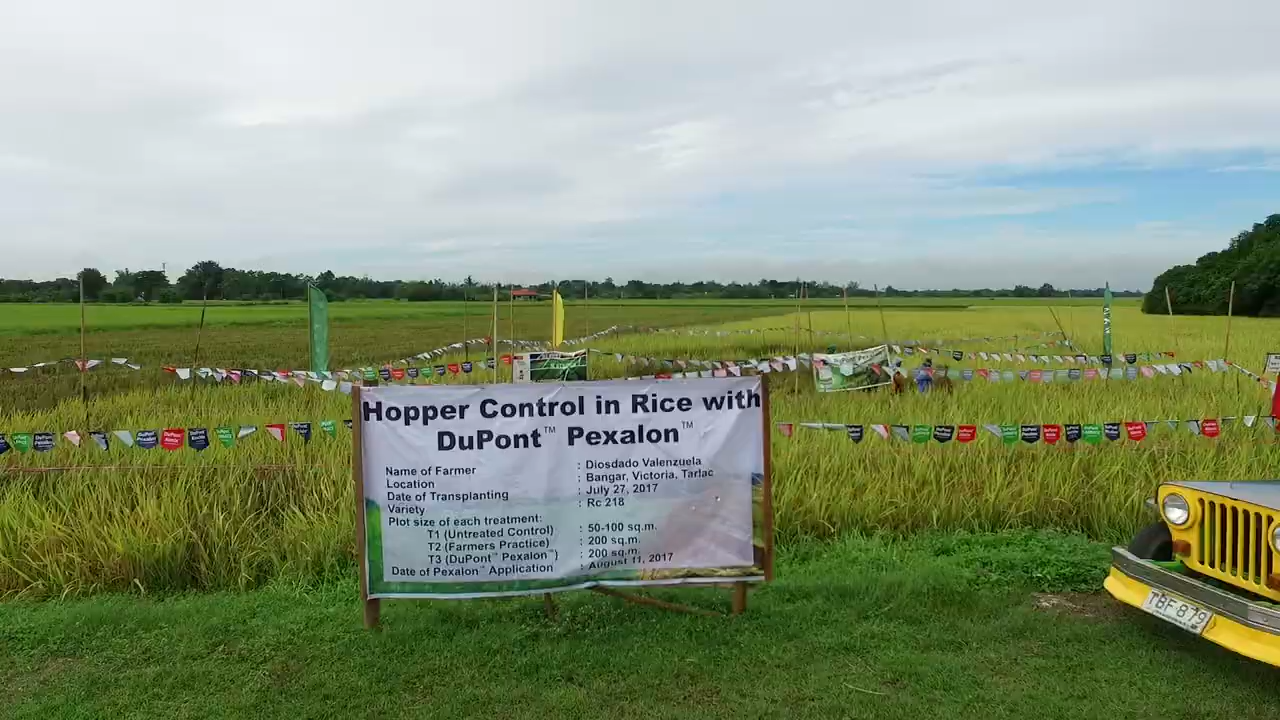 Hopper Control in Rice with
DuPont™ Pexalon™
Name of Farmer : Diosdado Valenzuela
Location : Bangar, Victoria, Tarlac
Date of Transplanting : July 27, 2017
Variety : Rc 218
Plot size of each treatment:
T1 (Untreated Control) : 50-100 sq.m.
T2 (Farmers Practice) : 200 sq.m.
T3 (DuPont™ Pexalon™) : 200 sq.m.
Date of Pexalon™ Application : August 11, 2017
TBF 879